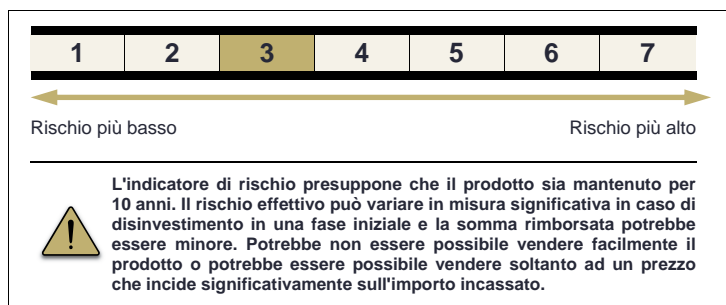 1 2 3 4 5 6 7
Rischio più basso Rischio più alto
L'indicatore di rischio presuppone che il prodotto sia mantenuto per
10 anni. Il rischio effettivo può variare in misura significativa in caso di
disinvestimento in una fase iniziale e la somma rimborsata potrebbe
essere minore. Potrebbe non essere possibile vendere facilmente il
prodotto o potrebbe essere possibile vendere soltanto ad un prezzo
che incide significativamente sull'importo incassato.